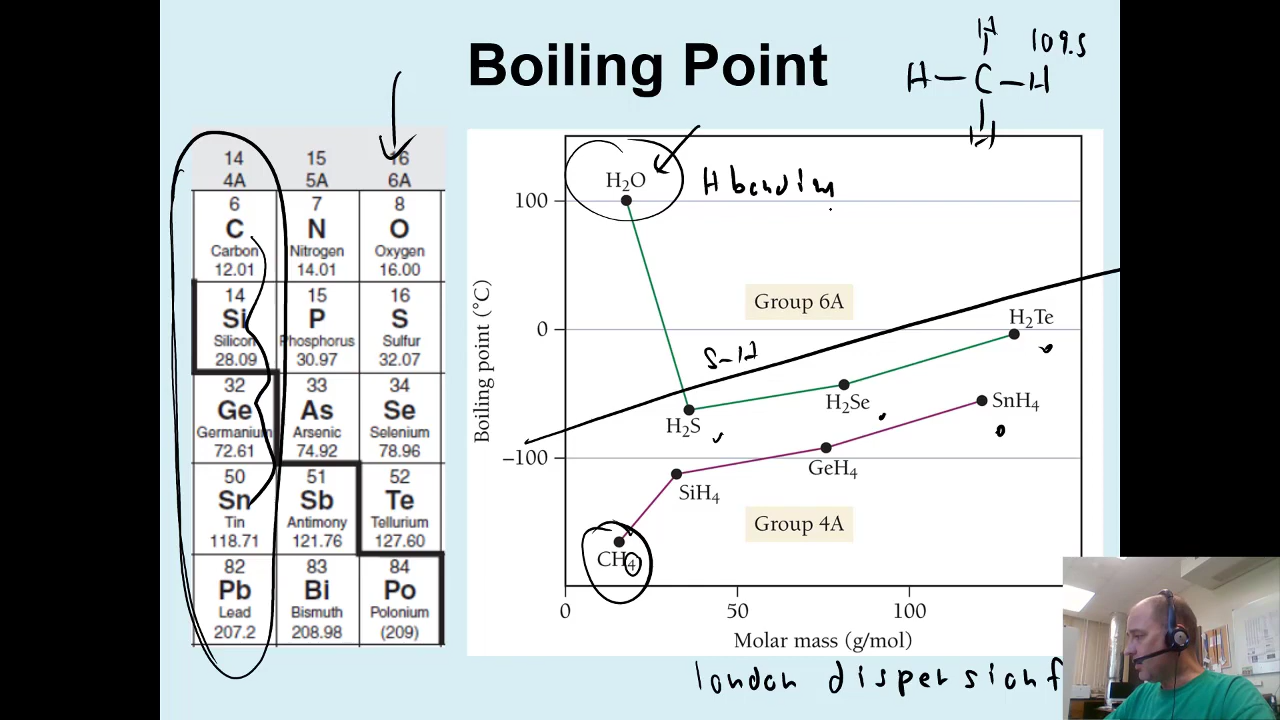 Boiling Point
H
109.5
H-C-H
H
14 15 16
4A 5A 6A
6 7 8
C N O
Carbon Nitrogen Oxygen
12.01 14.01 16.00
14 15 16
Si P S
Silicon Phosphorus Sulfur
28.09 30.97 32.07
32 33 34
Ge As Se
Germanium Arsenic Selenium
72.61 74.92 78.96
50 51 52
Sn Sb Te
Tin Antimony Tellurium
118.71 121.76 127.60
82 83 84
Pb Bi Po
Lead Bismuth Polonium
207.2 208.98 (209)
Boiling point (°C)
100
0
−100
H2O
H bonding
Group 6A
H2Te
S-H
H2Se
SnH4
H2S
GeH4
SiH4
Group 4A
CH4
0 50 100
Molar mass (g/mol)
london dispersion f